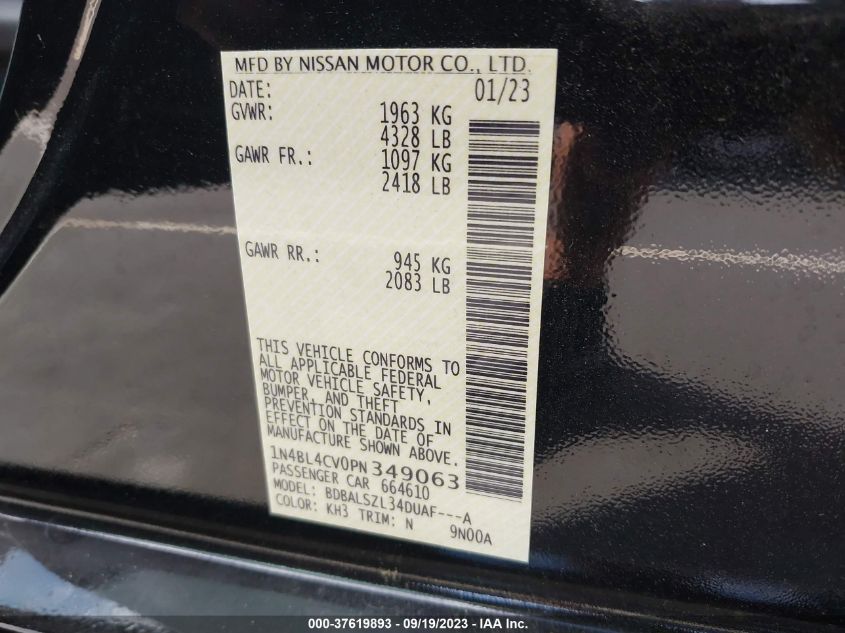 MFD BY NISSAN MOTOR CO., LTD.
DATE: 01/23
GVWR: 1963 KG
4328 LB
GAWR FR.: 1097 KG
2418 LB
GAWR RR.: 945 KG
2083 LB
THIS VEHICLE CONFORMS TO
ALL APPLICABLE FEDERAL
MOTOR VEHICLE SAFETY,
BUMPER, AND THEFT
PREVENTION STANDARDS IN
EFFECT ON THE DATE OF
MANUFACTURE SHOWN ABOVE.
1N4BL4CV0PN349063
PASSENGER CAR 664610
MODEL: BDBALSZL34DUAF---A
COLOR: KH3 TRIM: N 9N00A
000-37619893 - 09/19/2023 - IAA Inc.